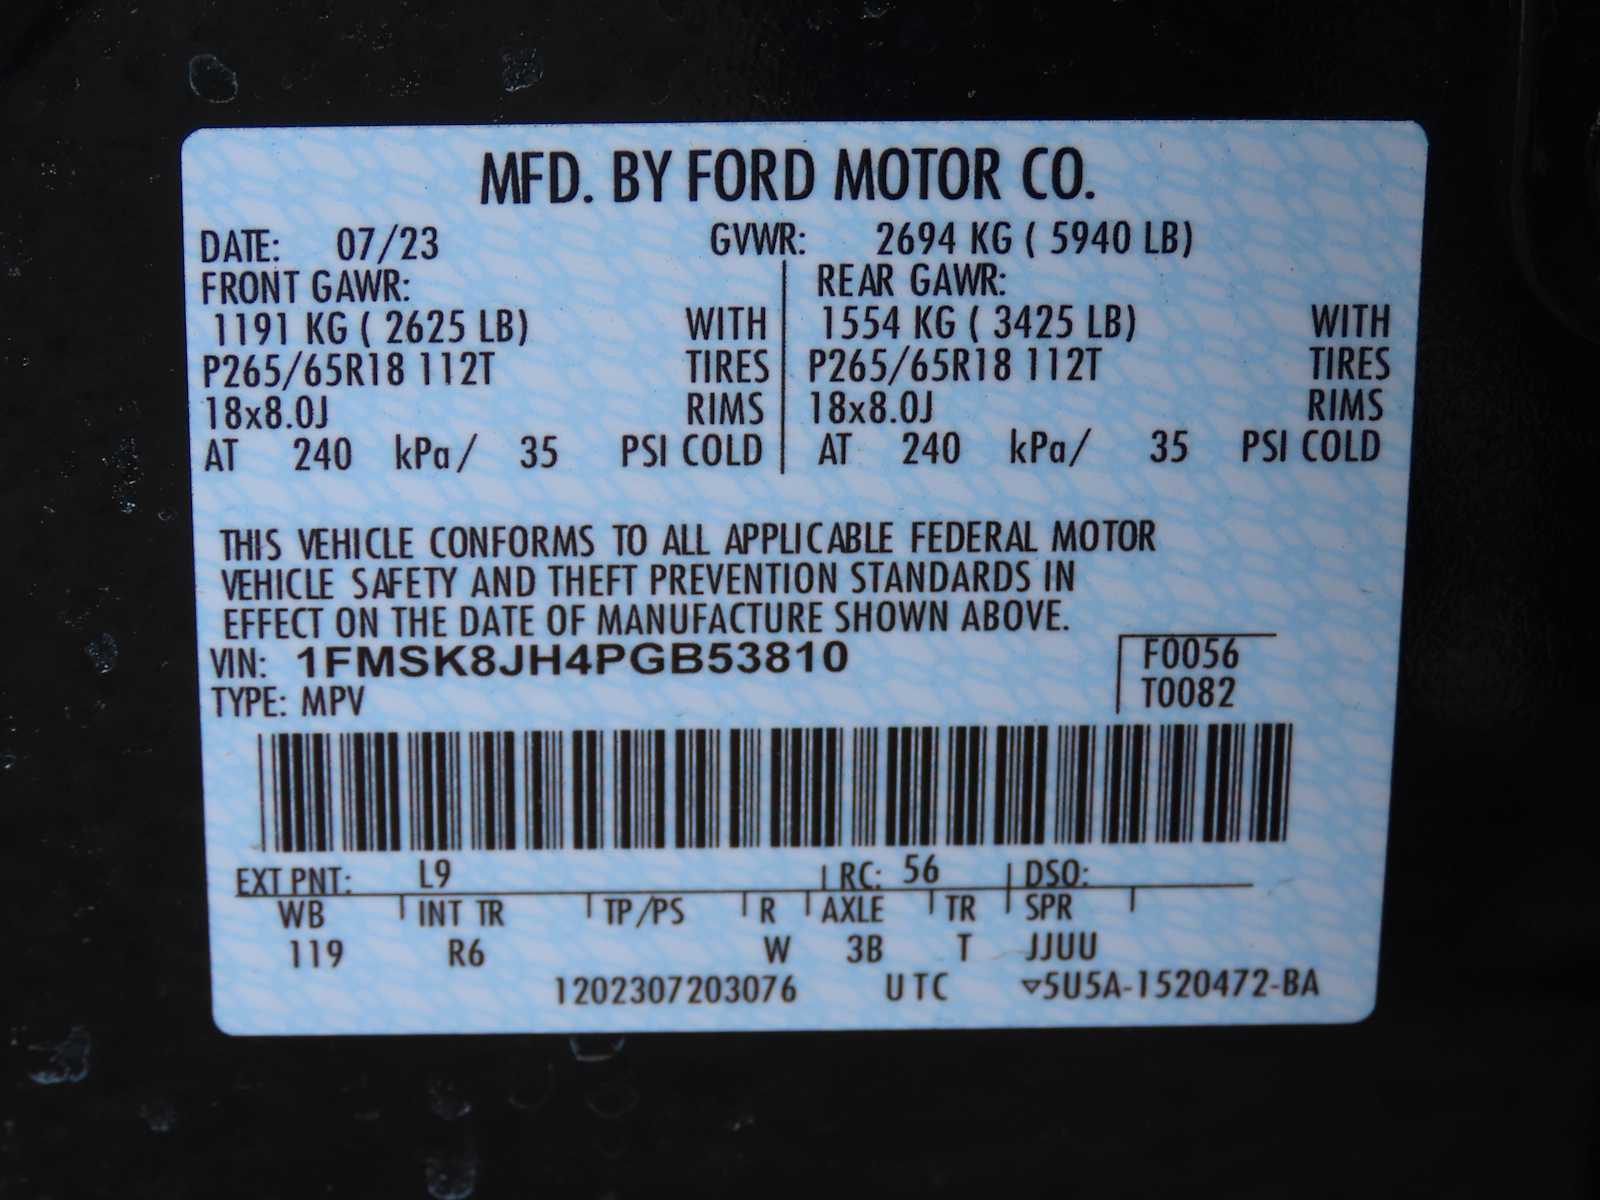 MFD. BY FORD MOTOR CO.
DATE: 07/23 GVWR: 2694 KG ( 5940 LB)
FRONT GAWR: REAR GAWR:
1191 KG ( 2625 LB) WITH 1554 KG ( 3425 LB) WITH
P265/65R18 112T TIRES P265/65R18 112T TIRES
18x8.0J RIMS 18x8.0J RIMS
AT 240 kPa/ 35 PSI COLD AT 240 kPa/ 35 PSI COLD
THIS VEHICLE CONFORMS TO ALL APPLICABLE FEDERAL MOTOR
VEHICLE SAFETY AND THEFT PREVENTION STANDARDS IN
EFFECT ON THE DATE OF MANUFACTURE SHOWN ABOVE.
VIN: 1FMSK8JH4PGB53810 F0056
TYPE: MPV T0082
EXT PNT: L9 RC: 56 DSO:
WB INT TR TP/PS R AXLE TR SPR
119 R6 W 3B T JJUU
1202307203076 UTC ▿5U5A-1520472-BA